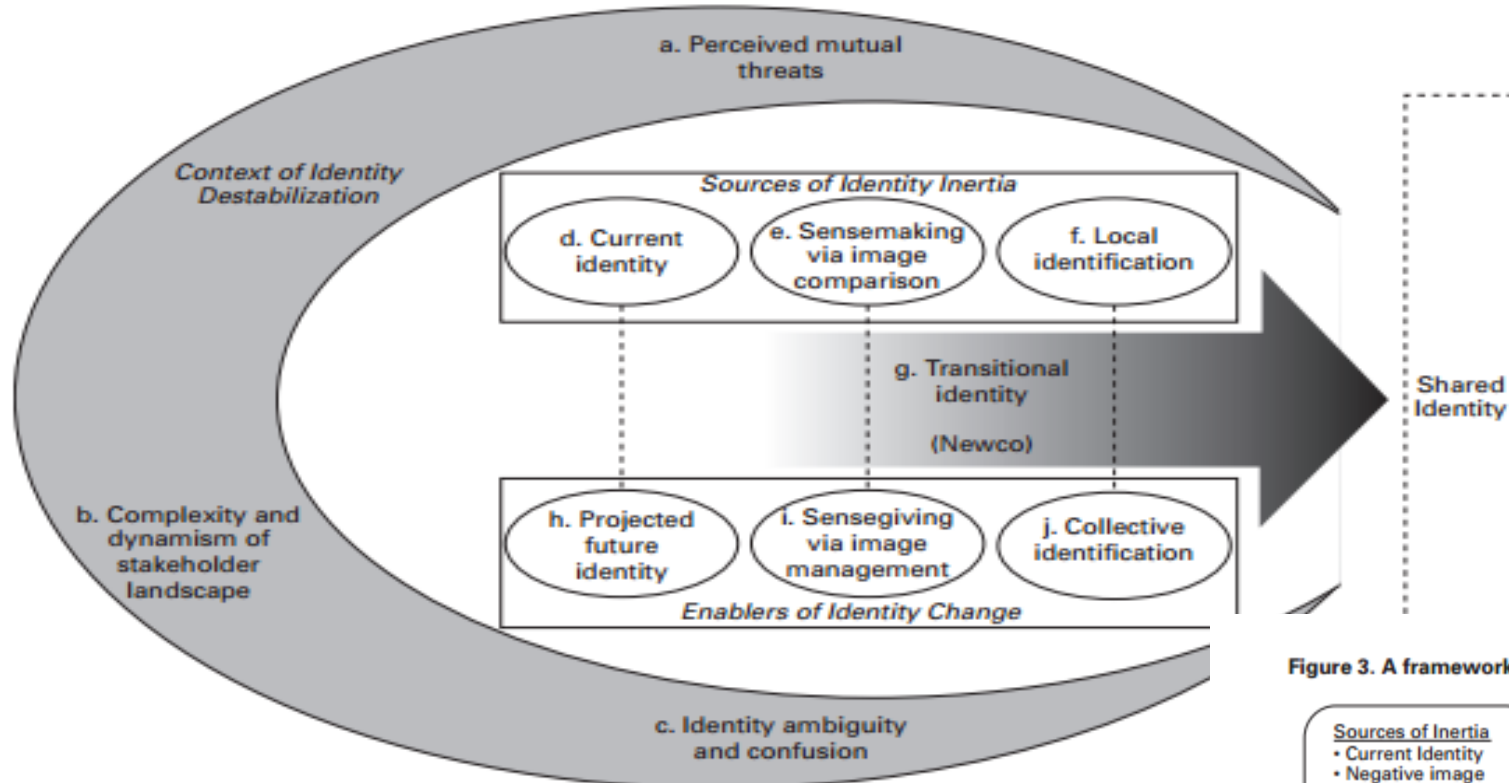 a. Perceived mutual
threats
Context of Identity
Destabilization
Sources of Identity Inertia
d. Current
identity
e. Sensemaking
via image
comparison
f. Local
identification
g. Transitional
identity
(Newco)
Shared
Identity
b. Complexity and
dynamism of
stakeholder
landscape
h. Projected
future
identity
i. Sensegiving
via image
management
j. Collective
identification
Enablers of Identity Change
c. Identity ambiguity
and confusion
Figure 3. A framework
Sources of Inertia
• Current Identity
• Negative image